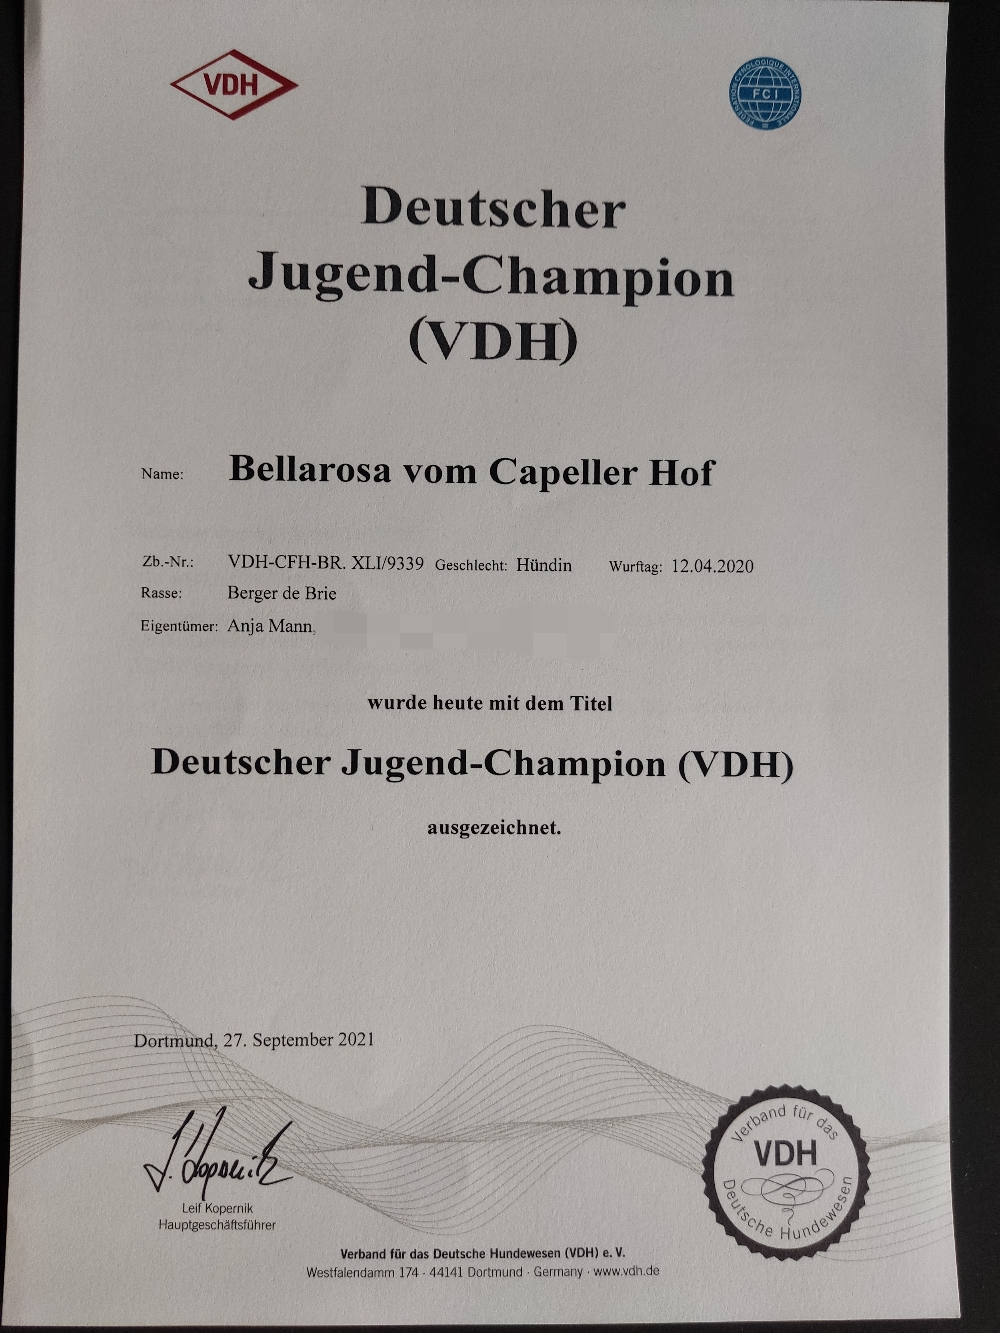 VDH
FÉDÉRATION CYNOLOGIQUE INTERNATIONALE
FCI
Deutscher
Jugend-Champion
(VDH)
Name: Bellarosa vom Capeller Hof
Zb.-Nr.: VDH-CFH-BR. XLI/9339 Geschlecht: Hündin Wurftag: 12.04.2020
Rasse: Berger de Brie
Eigentümer: Anja Mann,
wurde heute mit dem Titel
Deutscher Jugend-Champion (VDH)
ausgezeichnet.
Dortmund, 27. September 2021
Leif Kopernik
Hauptgeschäftsführer
Verband für das
VDH
Deutsche Hundewesen
Verband für das Deutsche Hundewesen (VDH) e. V.
Westfalendamm 174 · 44141 Dortmund · Germany · www.vdh.de